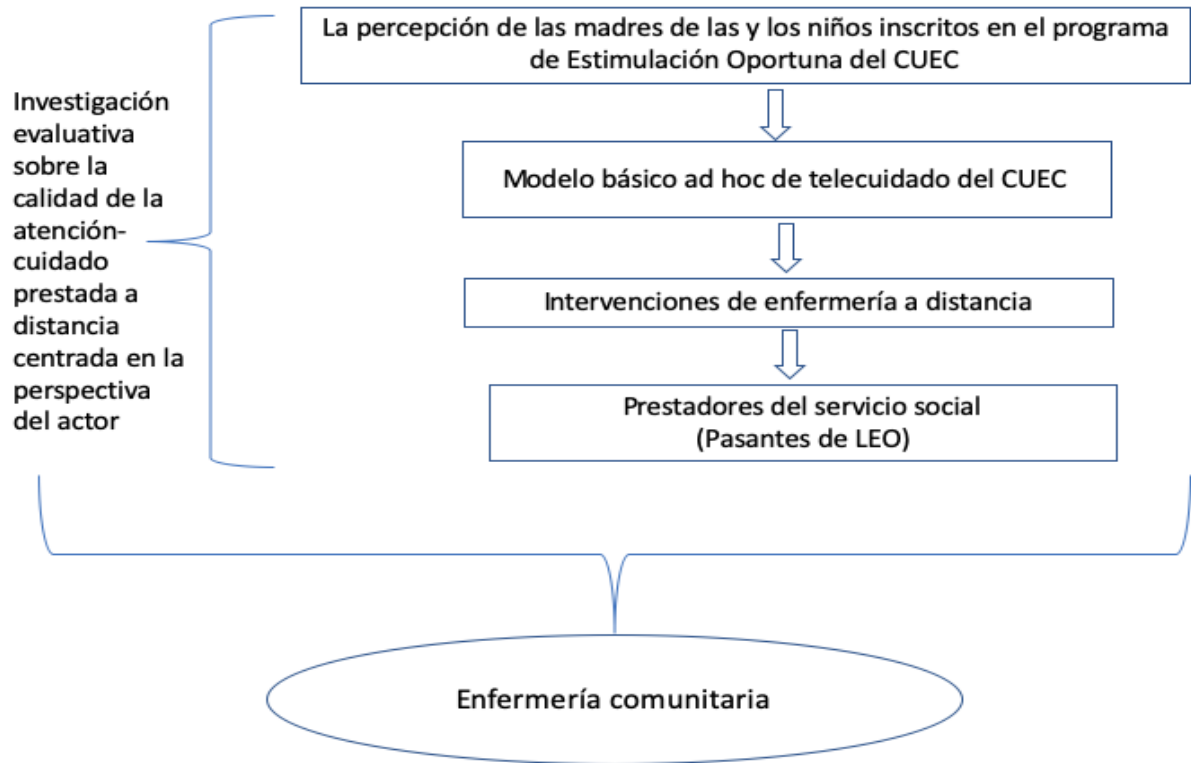 La percepción de las madres de las y los niños inscritos en el programa
de Estimulación Oportuna del CUEC
Investigación
evaluativa
sobre la
calidad de la
atención-
cuidado
prestada a
distancia
centrada en la
perspectiva
del actor
Modelo básico ad hoc de telecuidado del CUEC
Intervenciones de enfermería a distancia
Prestadores del servicio social
(Pasantes de LEO)
Enfermería comunitaria